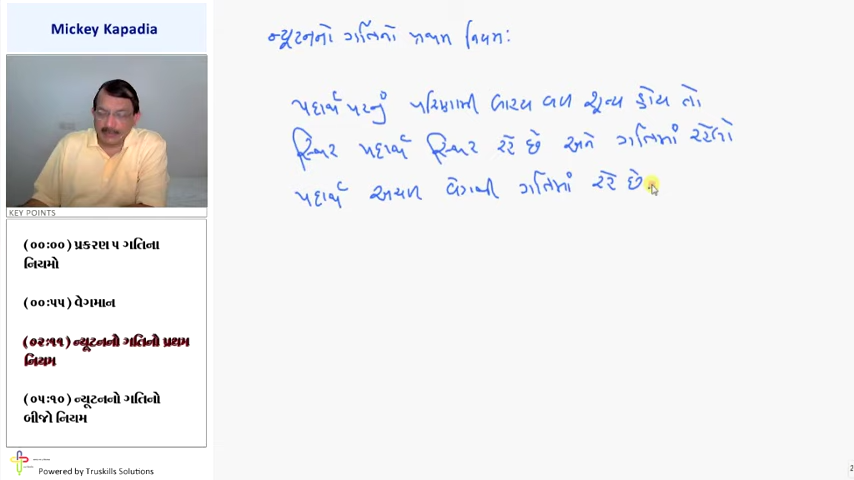 Mickey Kapadia
KEY POINTS
(૦૦:૦૦) પ્રકરણ ૫ ગતિના
નિયમો
(૦૦:૫૫) વેગમાન
(૦૨:૧૧) ન્યૂટનનો ગતિનો પ્રથમ
નિયમ
(૦૫:૧૦) ન્યૂટનનો ગતિનો
બીજો નિયમ
Powered by Truskills Solutions
ન્યૂટનનો ગતિનો પ્રથમ નિયમ:
પદાર્થ પરનું પરિણામી બાહ્ય બળ શૂન્ય હોય તો
સ્થિર પદાર્થ સ્થિર રહે છે અને ગતિમાં રહેલો
પદાર્થ અચળ વેગથી ગતિમાં રહે છે.
2